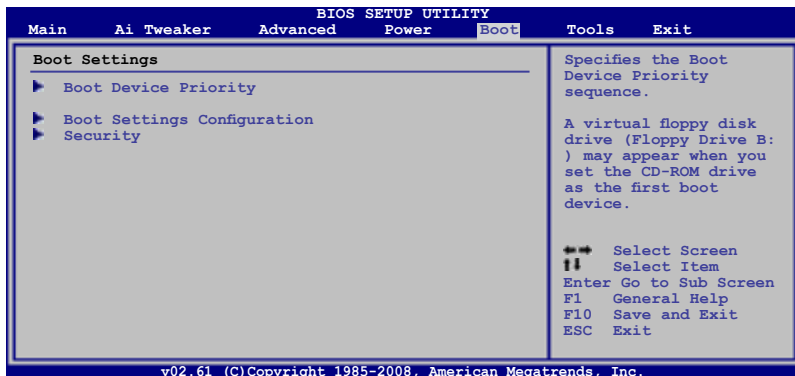 BIOS SETUP UTILITY
Main Ai Tweaker Advanced Power Boot Tools Exit
Boot Settings
Boot Device Priority
Boot Settings Configuration
Security
Specifies the Boot
Device Priority
sequence.
A virtual floppy disk
drive (Floppy Drive B:
) may appear when you
set the CD-ROM drive
as the first boot
device.
Select Screen
Select Item
Enter Go to Sub Screen
F1 General Help
F10 Save and Exit
ESC Exit
v02.61 (C)Copyright 1985-2008, American Megatrends, Inc.